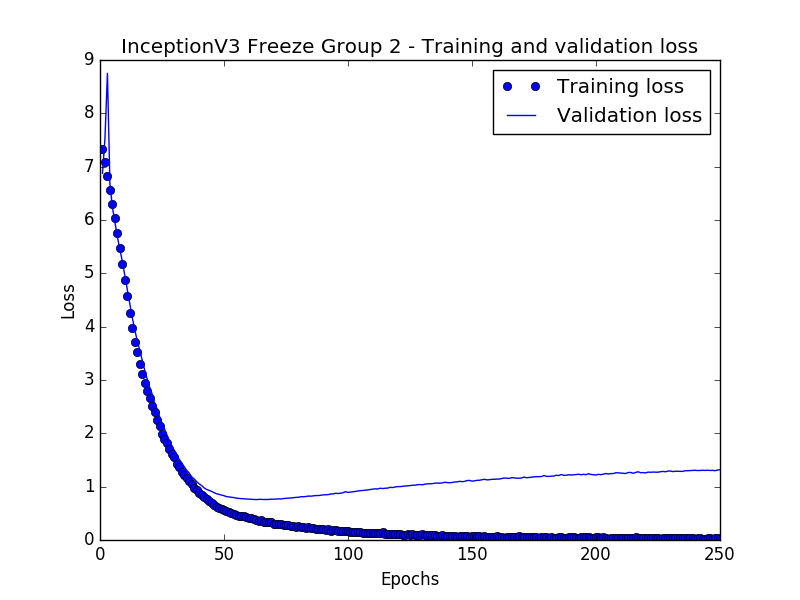 InceptionV3 Freeze Group 2 - Training and validation loss
Training loss
Validation loss
9
8
7
6
5
4
3
2
1
0
Loss
0 50 100 150 200 250
Epochs